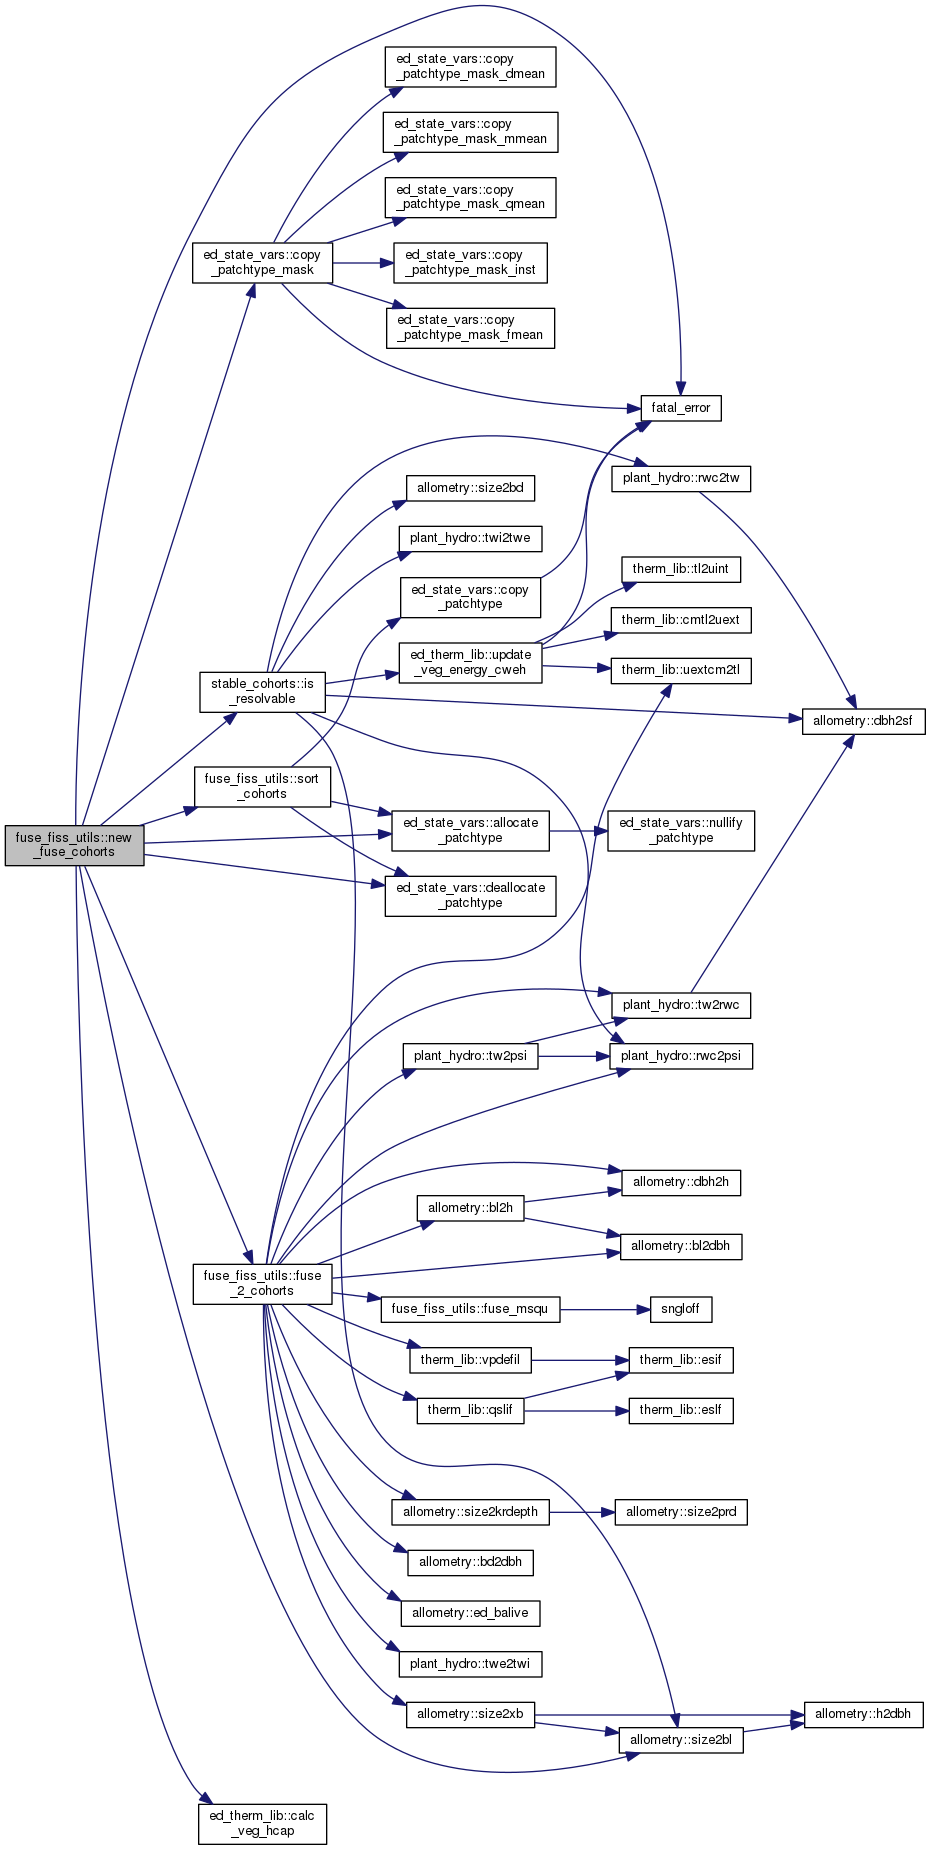 ed_state_vars::copy
_patchtype_mask_dmean
ed_state_vars::copy
_patchtype_mask_mmean
ed_state_vars::copy
_patchtype_mask_qmean
ed_state_vars::copy
_patchtype_mask
ed_state_vars::copy
_patchtype_mask_inst
ed_state_vars::copy
_patchtype_mask_fmean
fatal_error
plant_hydro::rwc2tw
allometry::size2bd
plant_hydro::twi2twe
therm_lib::tl2uint
ed_state_vars::copy
_patchtype
therm_lib::cmtl2uext
ed_therm_lib::update
_veg_energy_cweh
therm_lib::uextcm2tl
stable_cohorts::is
_resolvable
allometry::dbh2sf
fuse_fiss_utils::sort
_cohorts
fuse_fiss_utils::new
_fuse_cohorts
ed_state_vars::allocate
_patchtype
ed_state_vars::nullify
_patchtype
ed_state_vars::deallocate
_patchtype
plant_hydro::tw2rwc
plant_hydro::tw2psi
plant_hydro::rwc2psi
allometry::dbh2h
allometry::bl2h
allometry::bl2dbh
fuse_fiss_utils::fuse
_2_cohorts
fuse_fiss_utils::fuse_msqu
sngloff
therm_lib::vpdefil
therm_lib::esif
therm_lib::qslif
therm_lib::eslf
allometry::size2krdepth
allometry::size2prd
allometry::bd2dbh
allometry::ed_balive
plant_hydro::twe2twi
allometry::size2xb
allometry::h2dbh
allometry::size2bl
ed_therm_lib::calc
_veg_hcap